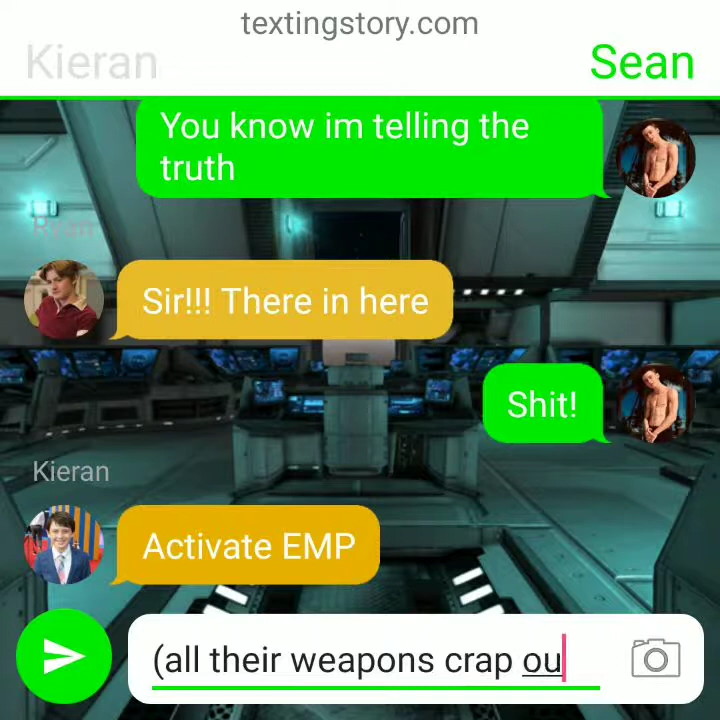 textingstory.com
Kieran
Sean
You know im telling the
truth
Ryan
Sir!!! There in here
Shit!
Kieran
Activate EMP
(all their weapons crap ou